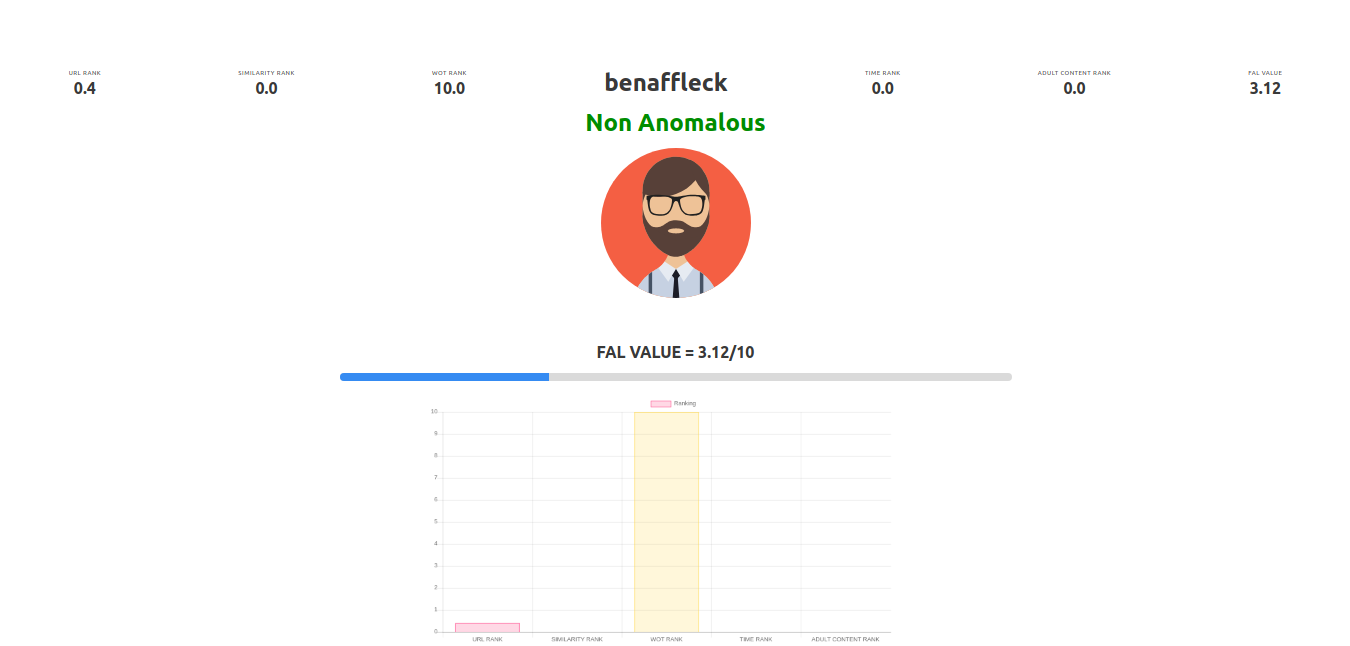 URL RANK
0.4
SIMILARITY RANK
0.0
WOT RANK
10.0
benaffleck
TIME RANK
0.0
ADULT CONTENT RANK
0.0
FAL VALUE
3.12
Non Anomalous
FAL VALUE = 3.12/10
Ranking
10
9
8
7
6
5
4
3
2
1
0
URL RANK SIMILARITY RANK WOT RANK TIME RANK ADULT CONTENT RANK